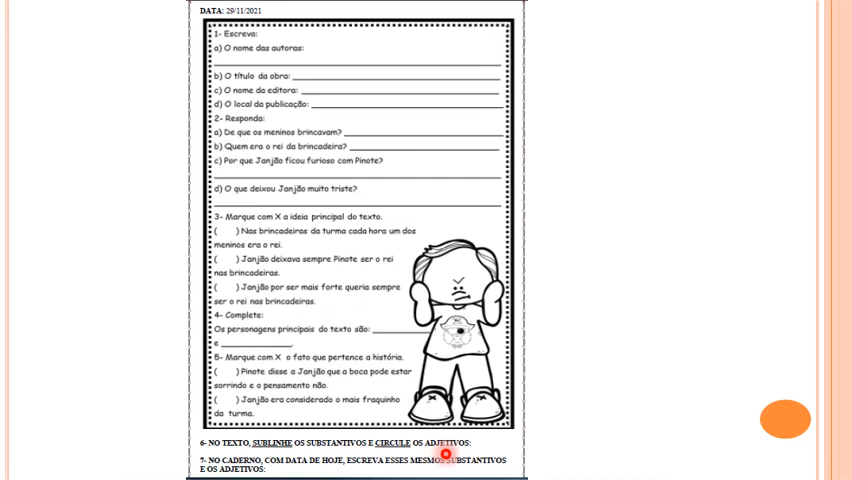 DATA: 29/11/2021
1- Escreva:
a) O nome das autoras:
b) O título da obra:
c) O nome da editora:
d) O local da publicação:
2- Responda:
a) De que os meninos brincavam?
b) Quem era o rei da brincadeira?
c) Por que Janjão ficou furioso com Pinote?
d) O que deixou Janjão muito triste?
3- Marque com X a ideia principal do texto.
( ) Nas brincadeiras da turma cada hora um dos
meninos era o rei.
( ) Janjão deixava sempre Pinote ser o rei
nas brincadeiras.
( ) Janjão por ser mais forte queria sempre
ser o rei nas brincadeiras.
4- Complete:
Os personagens principais do texto são:
e
5- Marque com X o fato que pertence a história.
( ) Pinote disse a Janjão que a boca pode estar
sorrindo e o pensamento não.
( ) Janjão era considerado o mais fraquinho
da turma.
6- NO TEXTO, SUBLINHE OS SUBSTANTIVOS E CIRCULE OS ADJETIVOS:
7- NO CADERNO, COM DATA DE HOJE, ESCREVA ESSES MESMOS SUBSTANTIVOS
E OS ADJETIVOS: